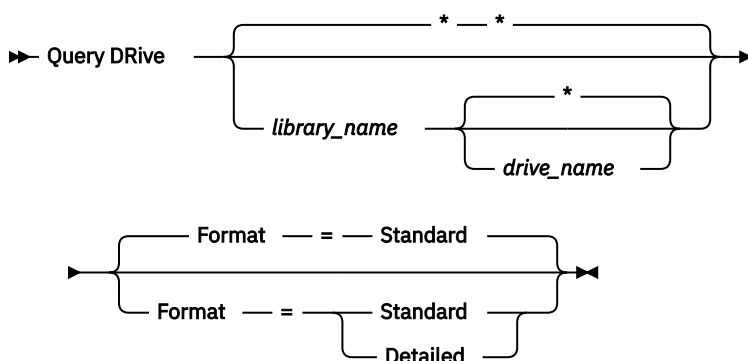 * *
Query DRive
*
library_name
drive_name
Format = Standard
Format = Standard
Detailed